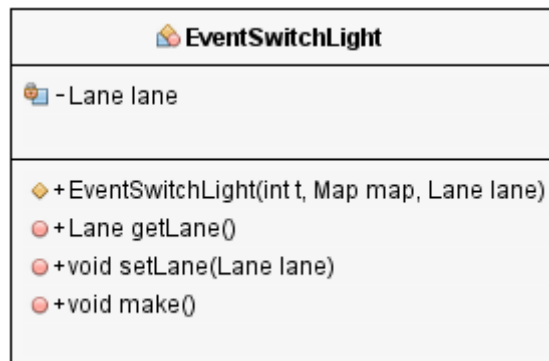 EventSwitchLight
-Lane lane
+EventSwitchLight(int t, Map map, Lane lane)
+Lane getLane()
+void setLane(Lane lane)
+void make()